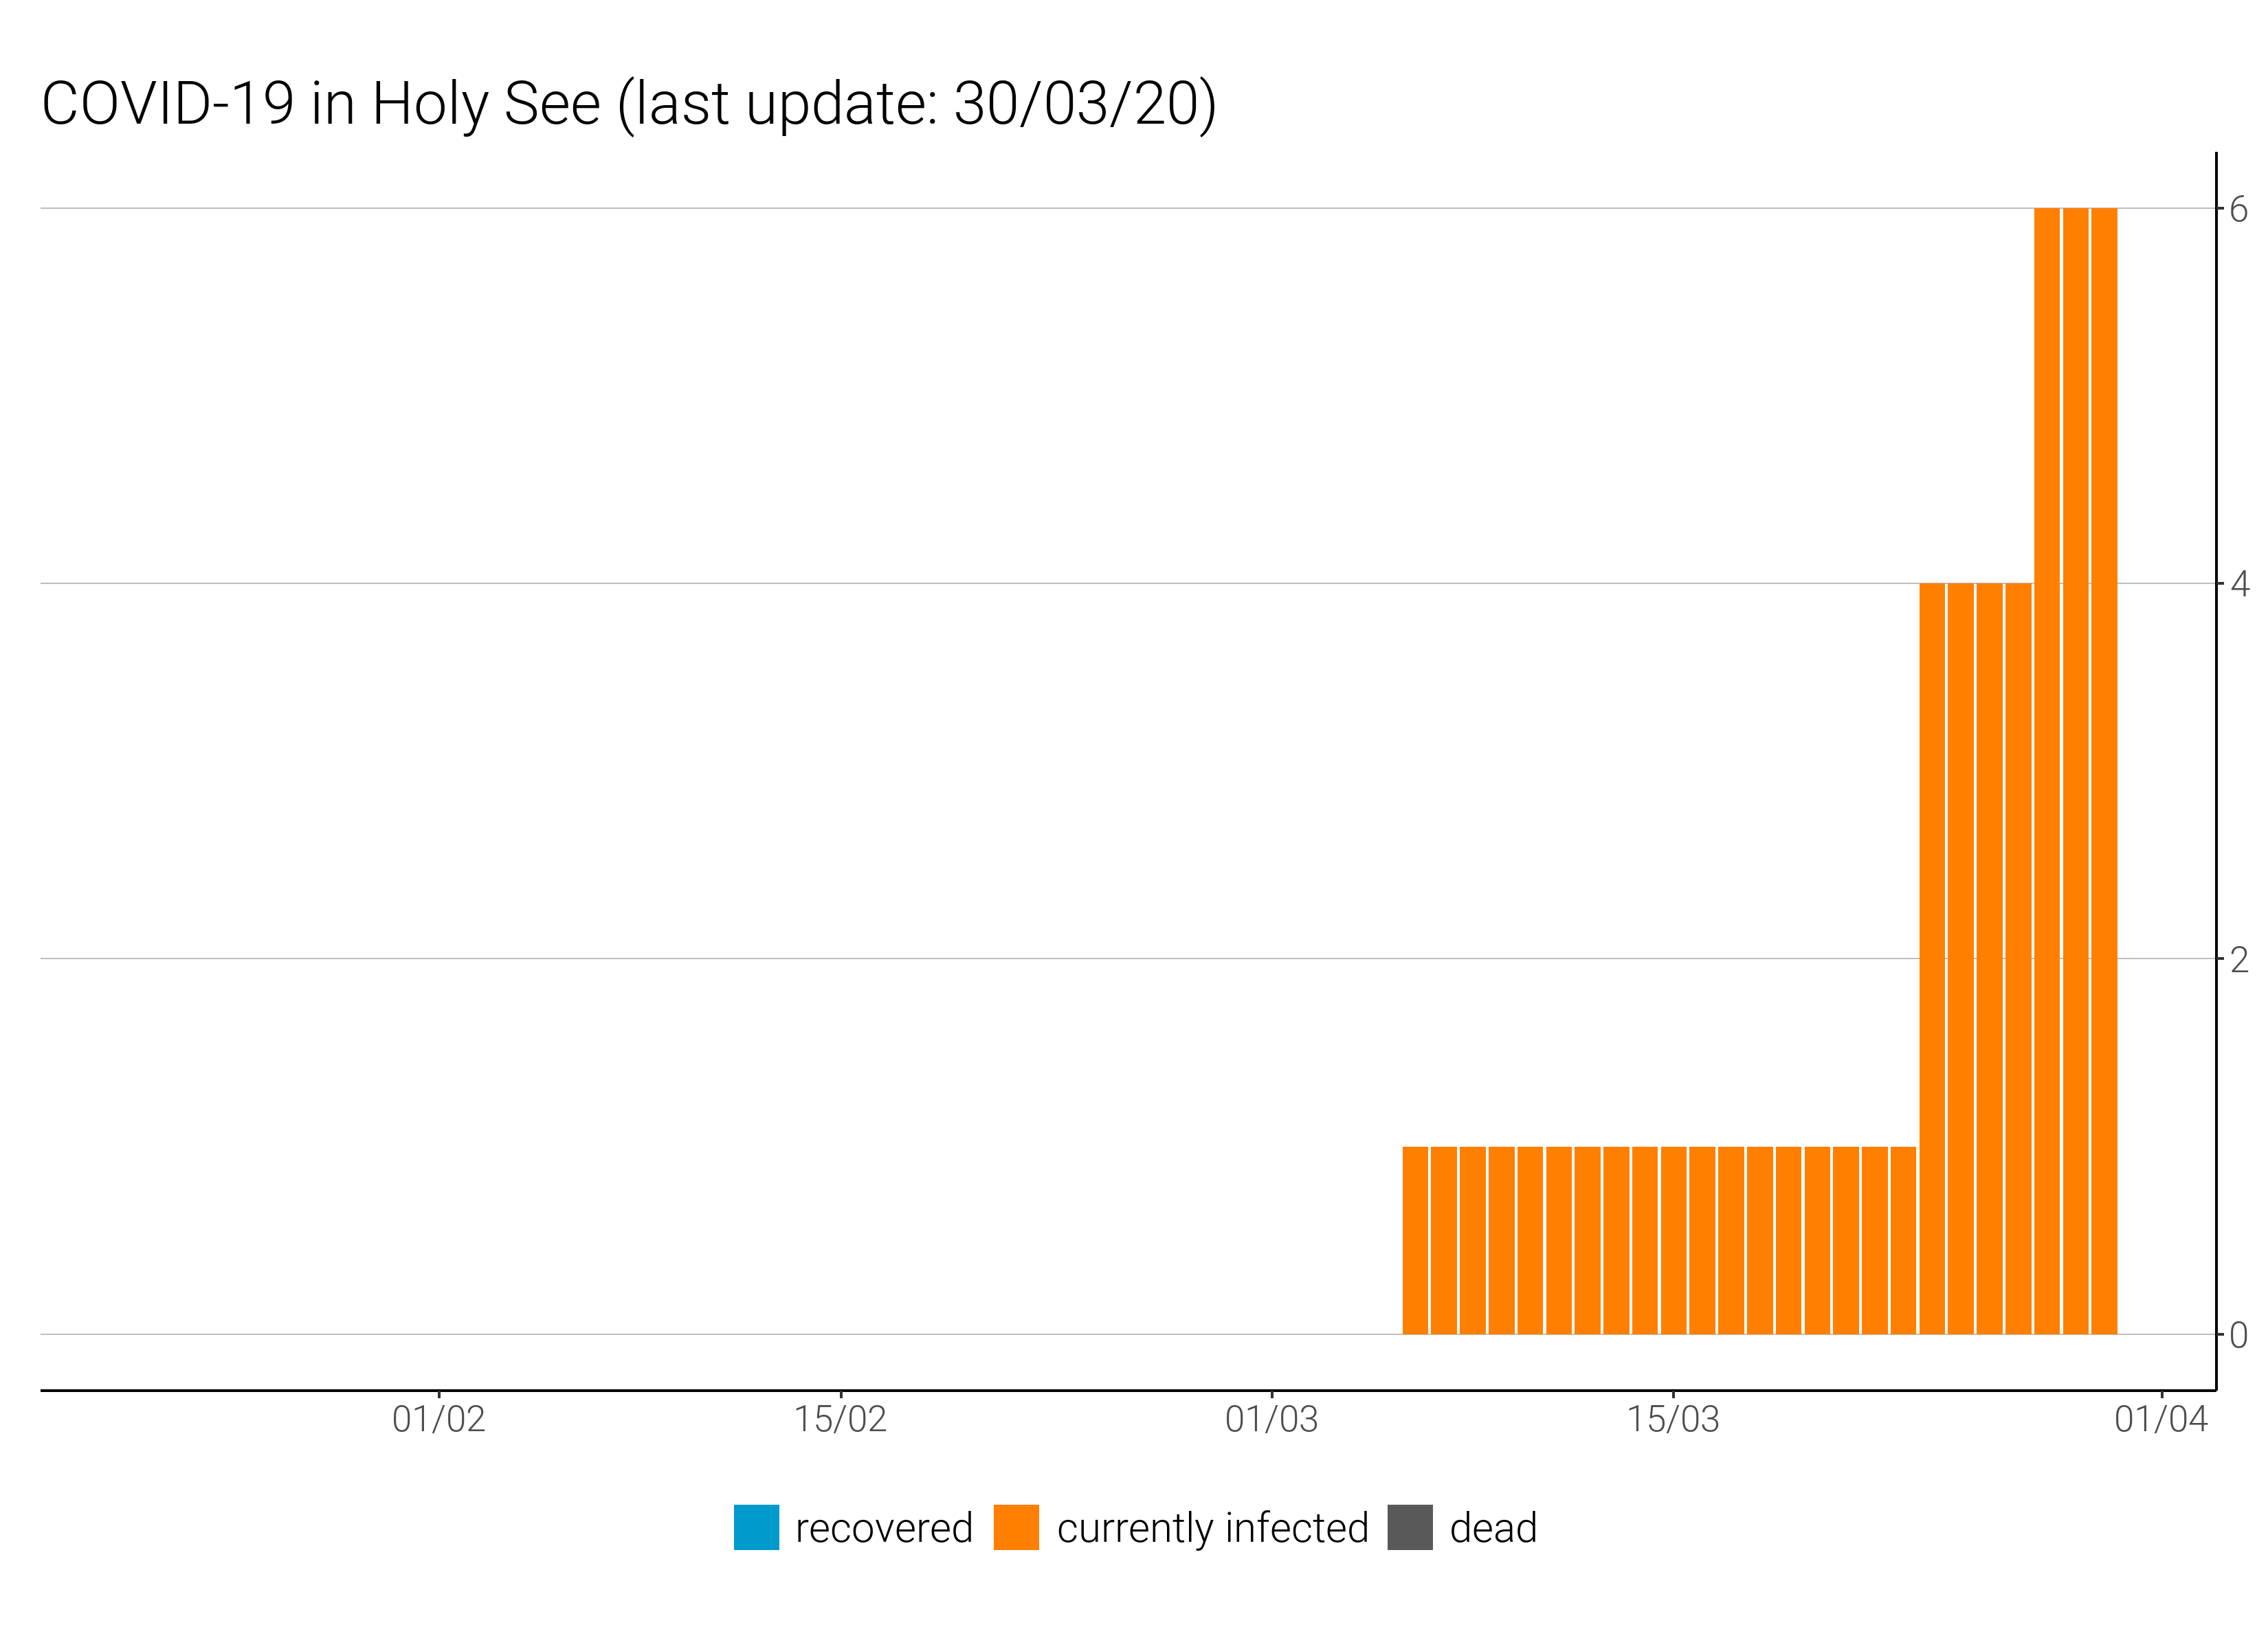 COVID-19 in Holy See (last update: 30/03/20)
6
4
2
0
01/02 15/02 01/03 15/03 01/04
recovered currently infected dead